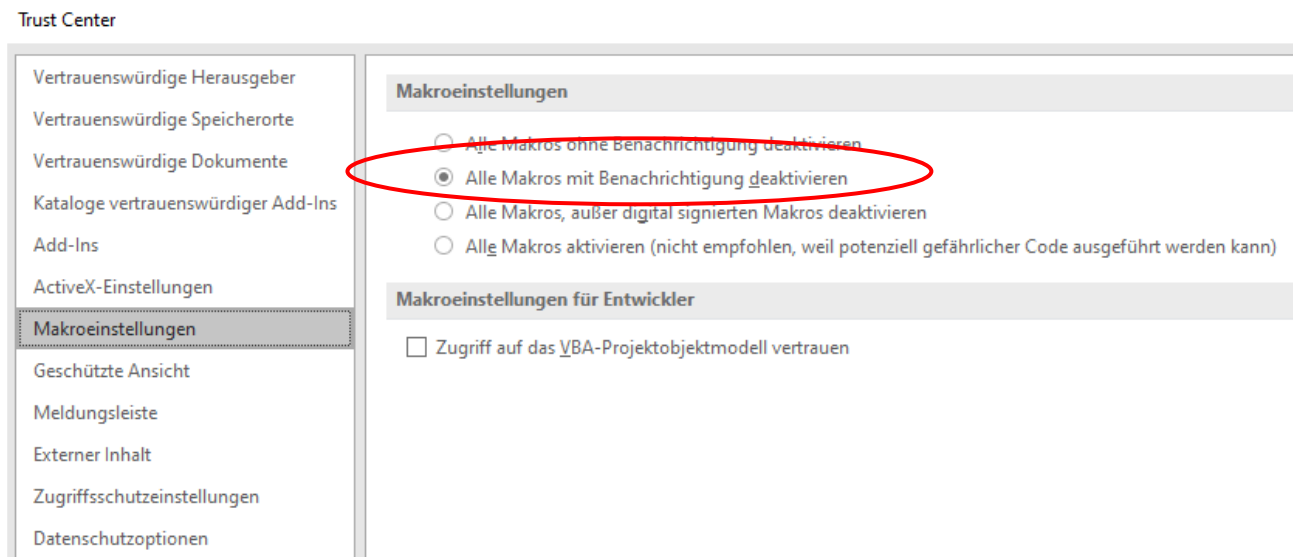 Trust Center
Vertrauenswürdige Herausgeber
Vertrauenswürdige Speicherorte
Vertrauenswürdige Dokumente
Kataloge vertrauenswürdiger Add-Ins
Add-Ins
ActiveX-Einstellungen
Makroeinstellungen
Geschützte Ansicht
Meldungsleiste
Externer Inhalt
Zugriffsschutzeinstellungen
Datenschutzoptionen
Makroeinstellungen
Alle Makros ohne Benachrichtigung deaktivieren
Alle Makros mit Benachrichtigung deaktivieren
Alle Makros, außer digital signierten Makros deaktivieren
Alle Makros aktivieren (nicht empfohlen, weil potenziell gefährlicher Code ausgeführt werden kann)
Makroeinstellungen für Entwickler
Zugriff auf das VBA-Projektobjektmodell vertrauen